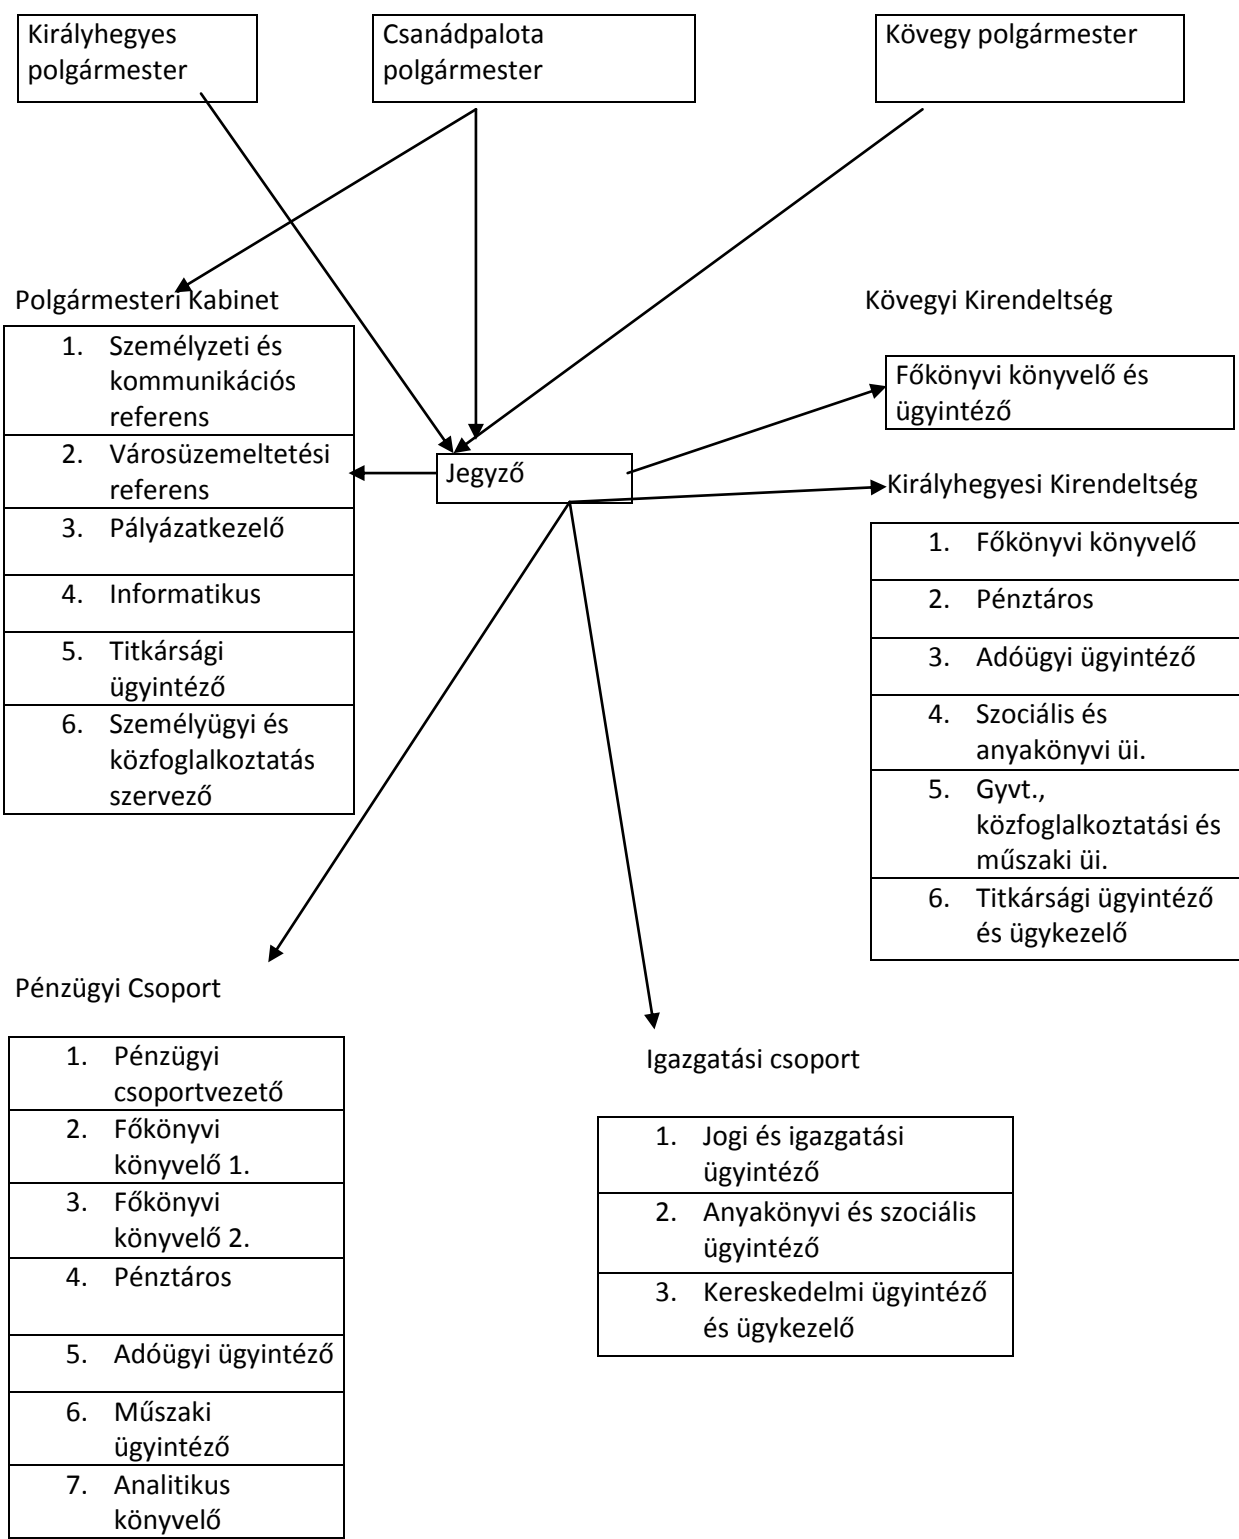 Királyhegyes
polgármester
Csanádpalota
polgármester
Kövegy polgármester
Polgármesteri Kabinet
1. Személyzeti és
kommunikációs
referens
2. Városüzemeltetési
referens
3. Pályázatkezelő
4. Informatikus
5. Titkársági
ügyintéző
6. Személyügyi és
közfoglalkoztatás
szervező
Jegyző
Kövegyi Kirendeltség
Főkönyvi könyvelő és
ügyintéző
Királyhegyesi Kirendeltség
1. Főkönyvi könyvelő
2. Pénztáros
3. Adóügyi ügyintéző
4. Szociális és
anyakönyvi üi.
5. Gyvt.,
közfoglalkoztatási és
műszaki üi.
6. Titkársági ügyintéző
és ügykezelő
Pénzügyi Csoport
1. Pénzügyi
csoportvezető
2. Főkönyvi
könyvelő 1.
3. Főkönyvi
könyvelő 2.
4. Pénztáros
5. Adóügyi ügyintéző
6. Műszaki
ügyintéző
7. Analitikus
könyvelő
Igazgatási csoport
1. Jogi és igazgatási
ügyintéző
2. Anyakönyvi és szociális
ügyintéző
3. Kereskedelmi ügyintéző
és ügykezelő